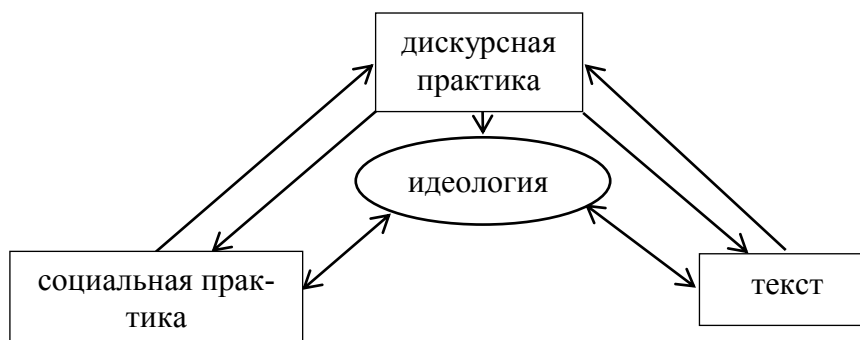 дискурсная
практика
идеология
социальная прак-
тика
текст